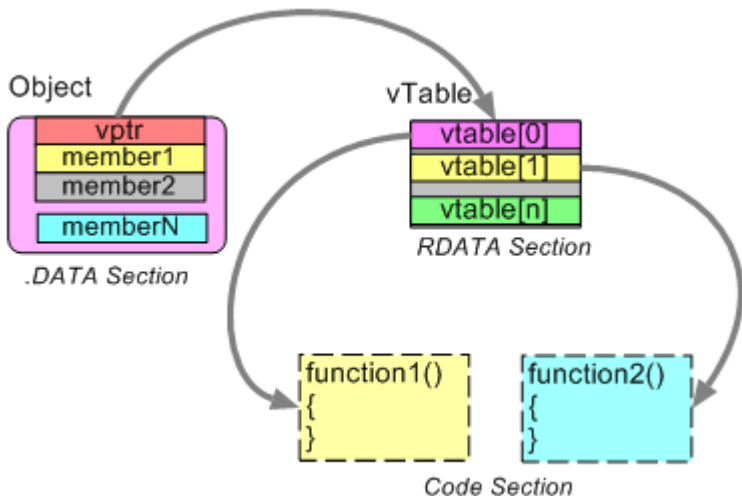 Object
vptr
member1
member2
memberN
.DATA Section
vTable
vtable[0]
vtable[1]
vtable[n]
RDATA Section
function1()
{
}
function2()
{
}
Code Section